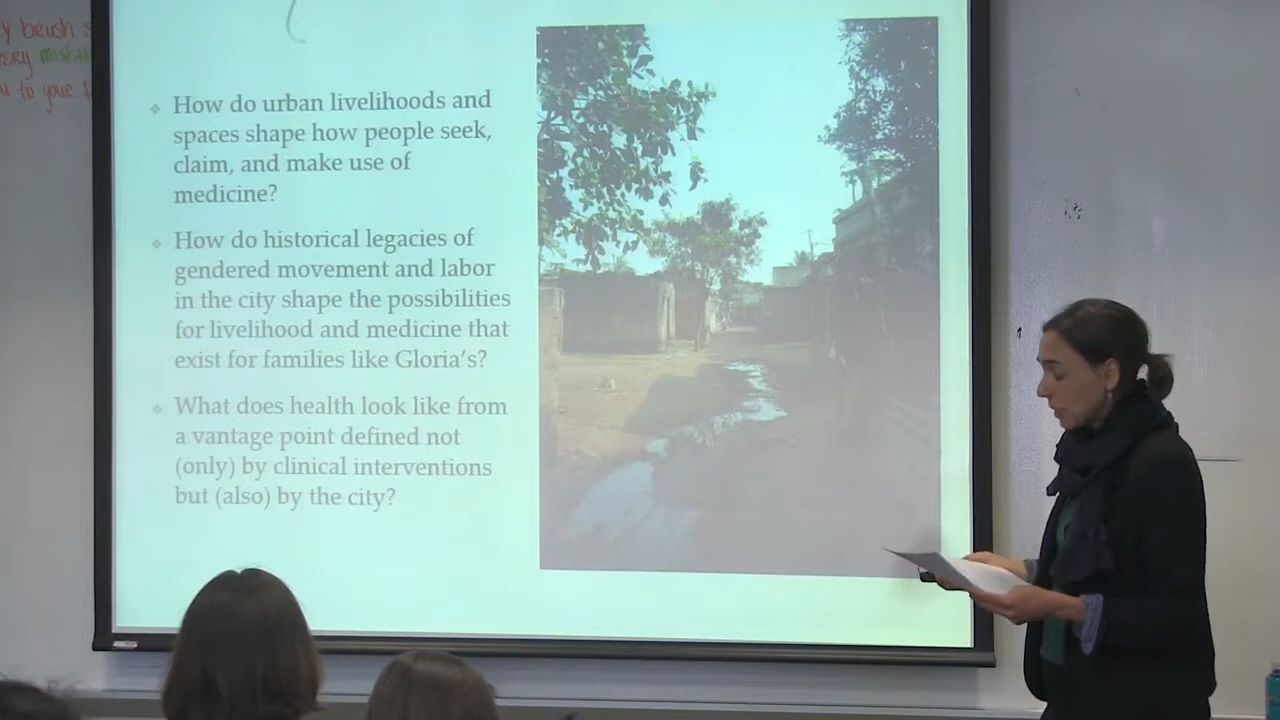 brush
to your
How do urban livelihoods and
spaces shape how people seek,
claim, and make use of
medicine?
How do historical legacies of
gendered movement and labor
in the city shape the possibilities
for livelihood and medicine that
exist for families like Gloria's?
What does health look like from
a vantage point defined not
(only) by clinical interventions
but (also) by the city?